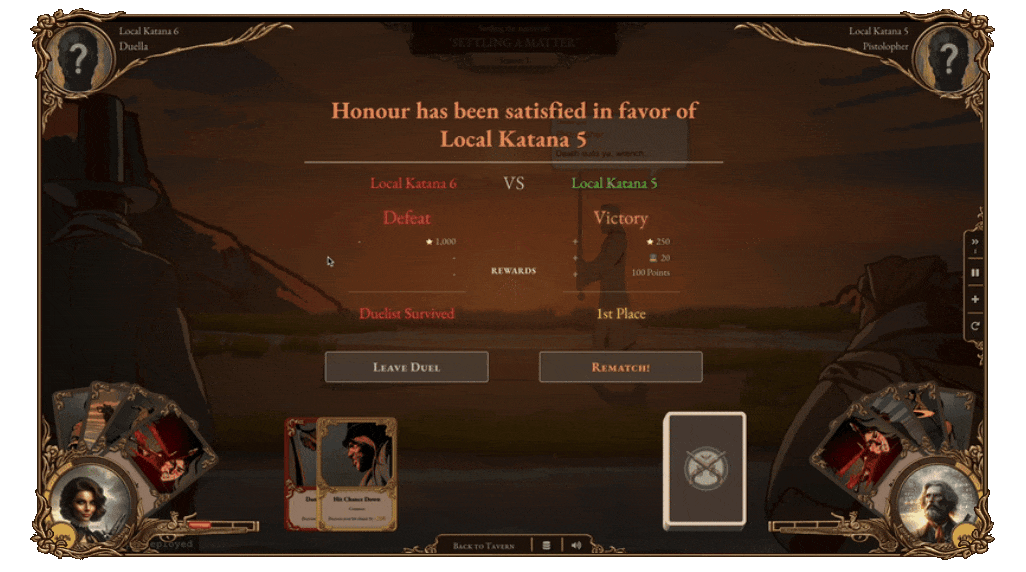 Local Katana 6
Duella
Local Katana 5
Pistolopher
SETTLING A MATTER
Honour has been satisfied in favor of
Local Katana 5
Local Katana 6
VS
Local Katana 5
Defeat
Victory
- ★ 1,000
+ ★ 250
-
+ 20
-
+ 100 Points
REWARDS
Duelist Survived
1st Place
LEAVE DUEL
REMATCH!
Hit Chance Down
BACK TO TAVERN